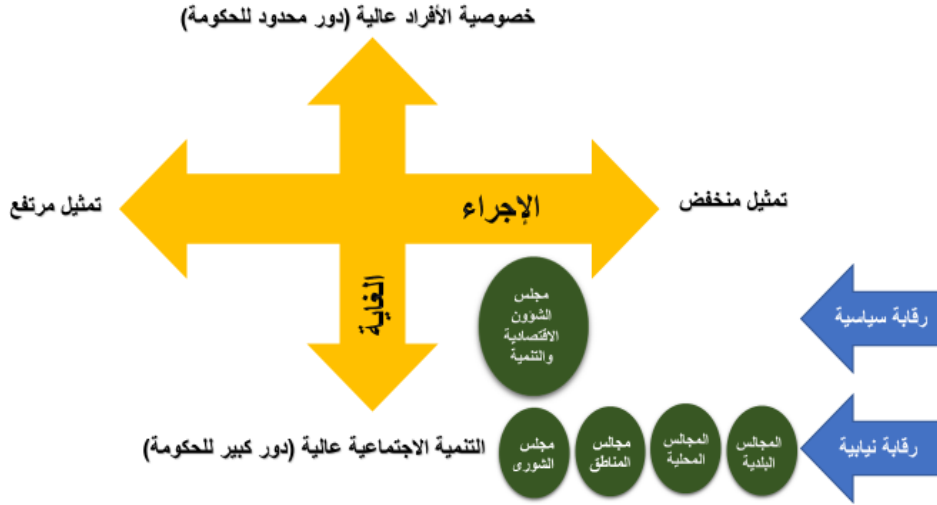 خصوصية الأفراد عالية (دور محدود للحكومة)
تمثيل منخفض
الإجراء
تمثيل مرتفع
الغاية
مجلس
الشؤون
الاقتصادية
والتنمية
رقابة سياسية
التنمية الاجتماعية عالية (دور كبير للحكومة)
رقابة نيابية
المجالس
البلدية
المجالس
المحلية
مجالس
المناطق
مجلس
الشورى